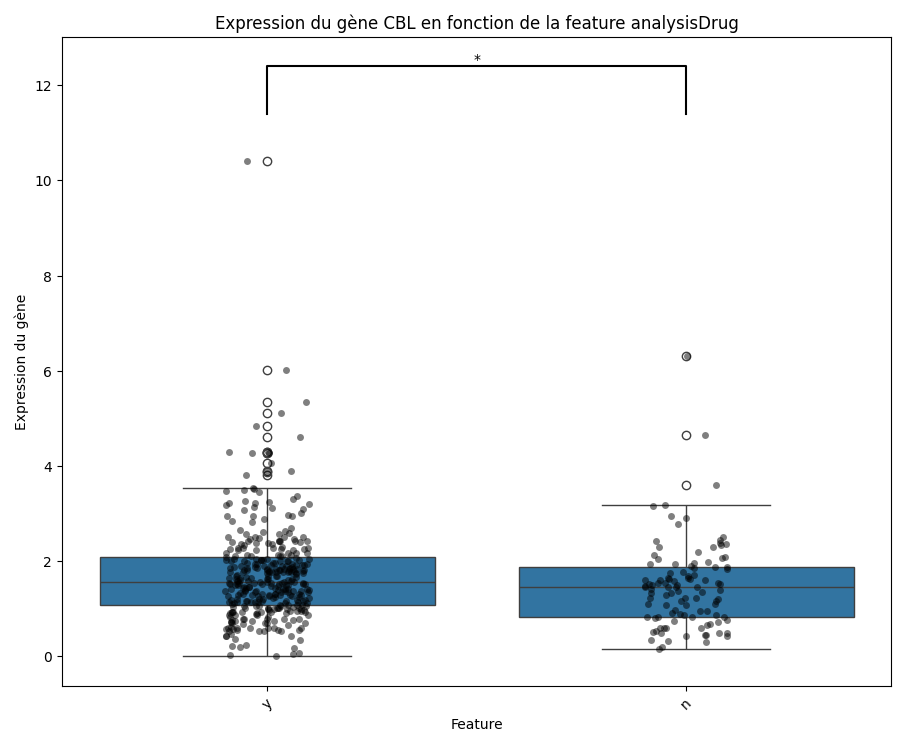 Expression du gène CBL en fonction de la feature analysisDrug
*
12
10
8
6
4
2
0
Expression du gène
y
n
Feature